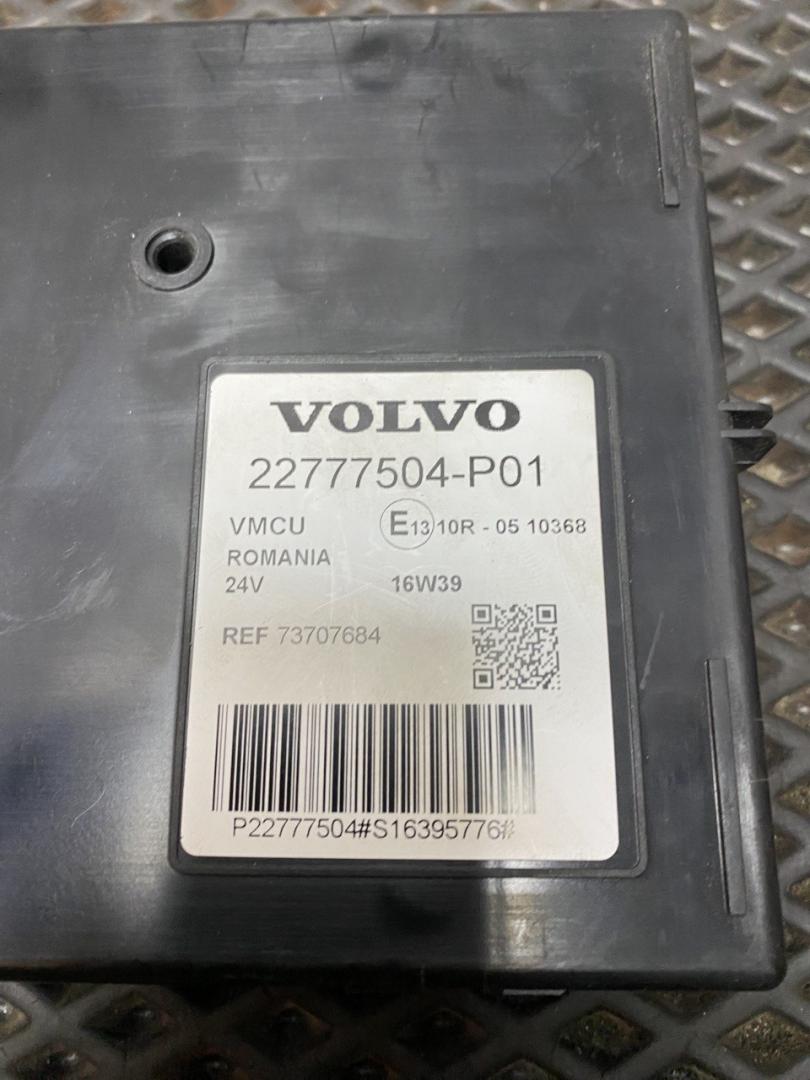 VOLVO
22777504-P01
VMCU E13 10R - 05 10368
ROMANIA
24V 16W39
REF 73707684
P22777504#S16395776#